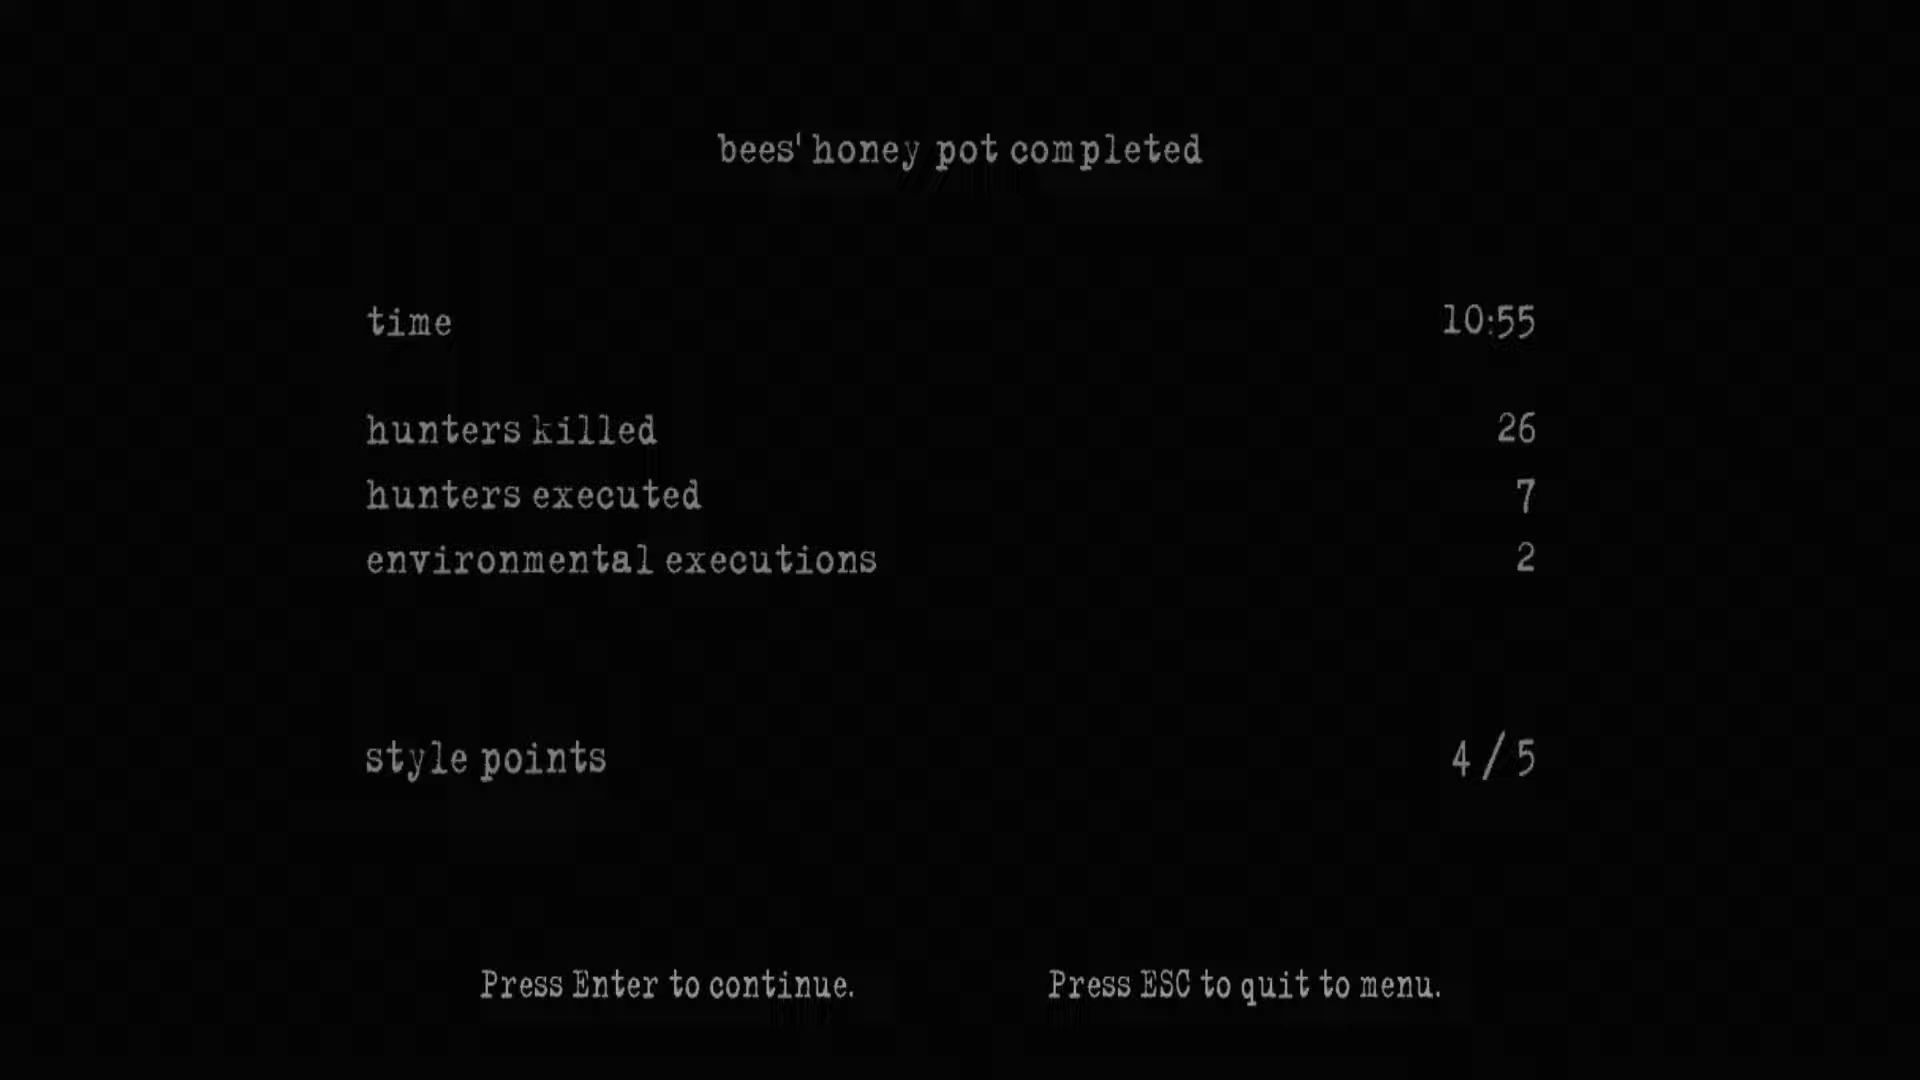 bees' honey pot completed
time 10:55
hunters killed 26
hunters executed 7
environmental executions 2
style points 4 / 5
Press Enter to continue. Press ESC to quit to menu.